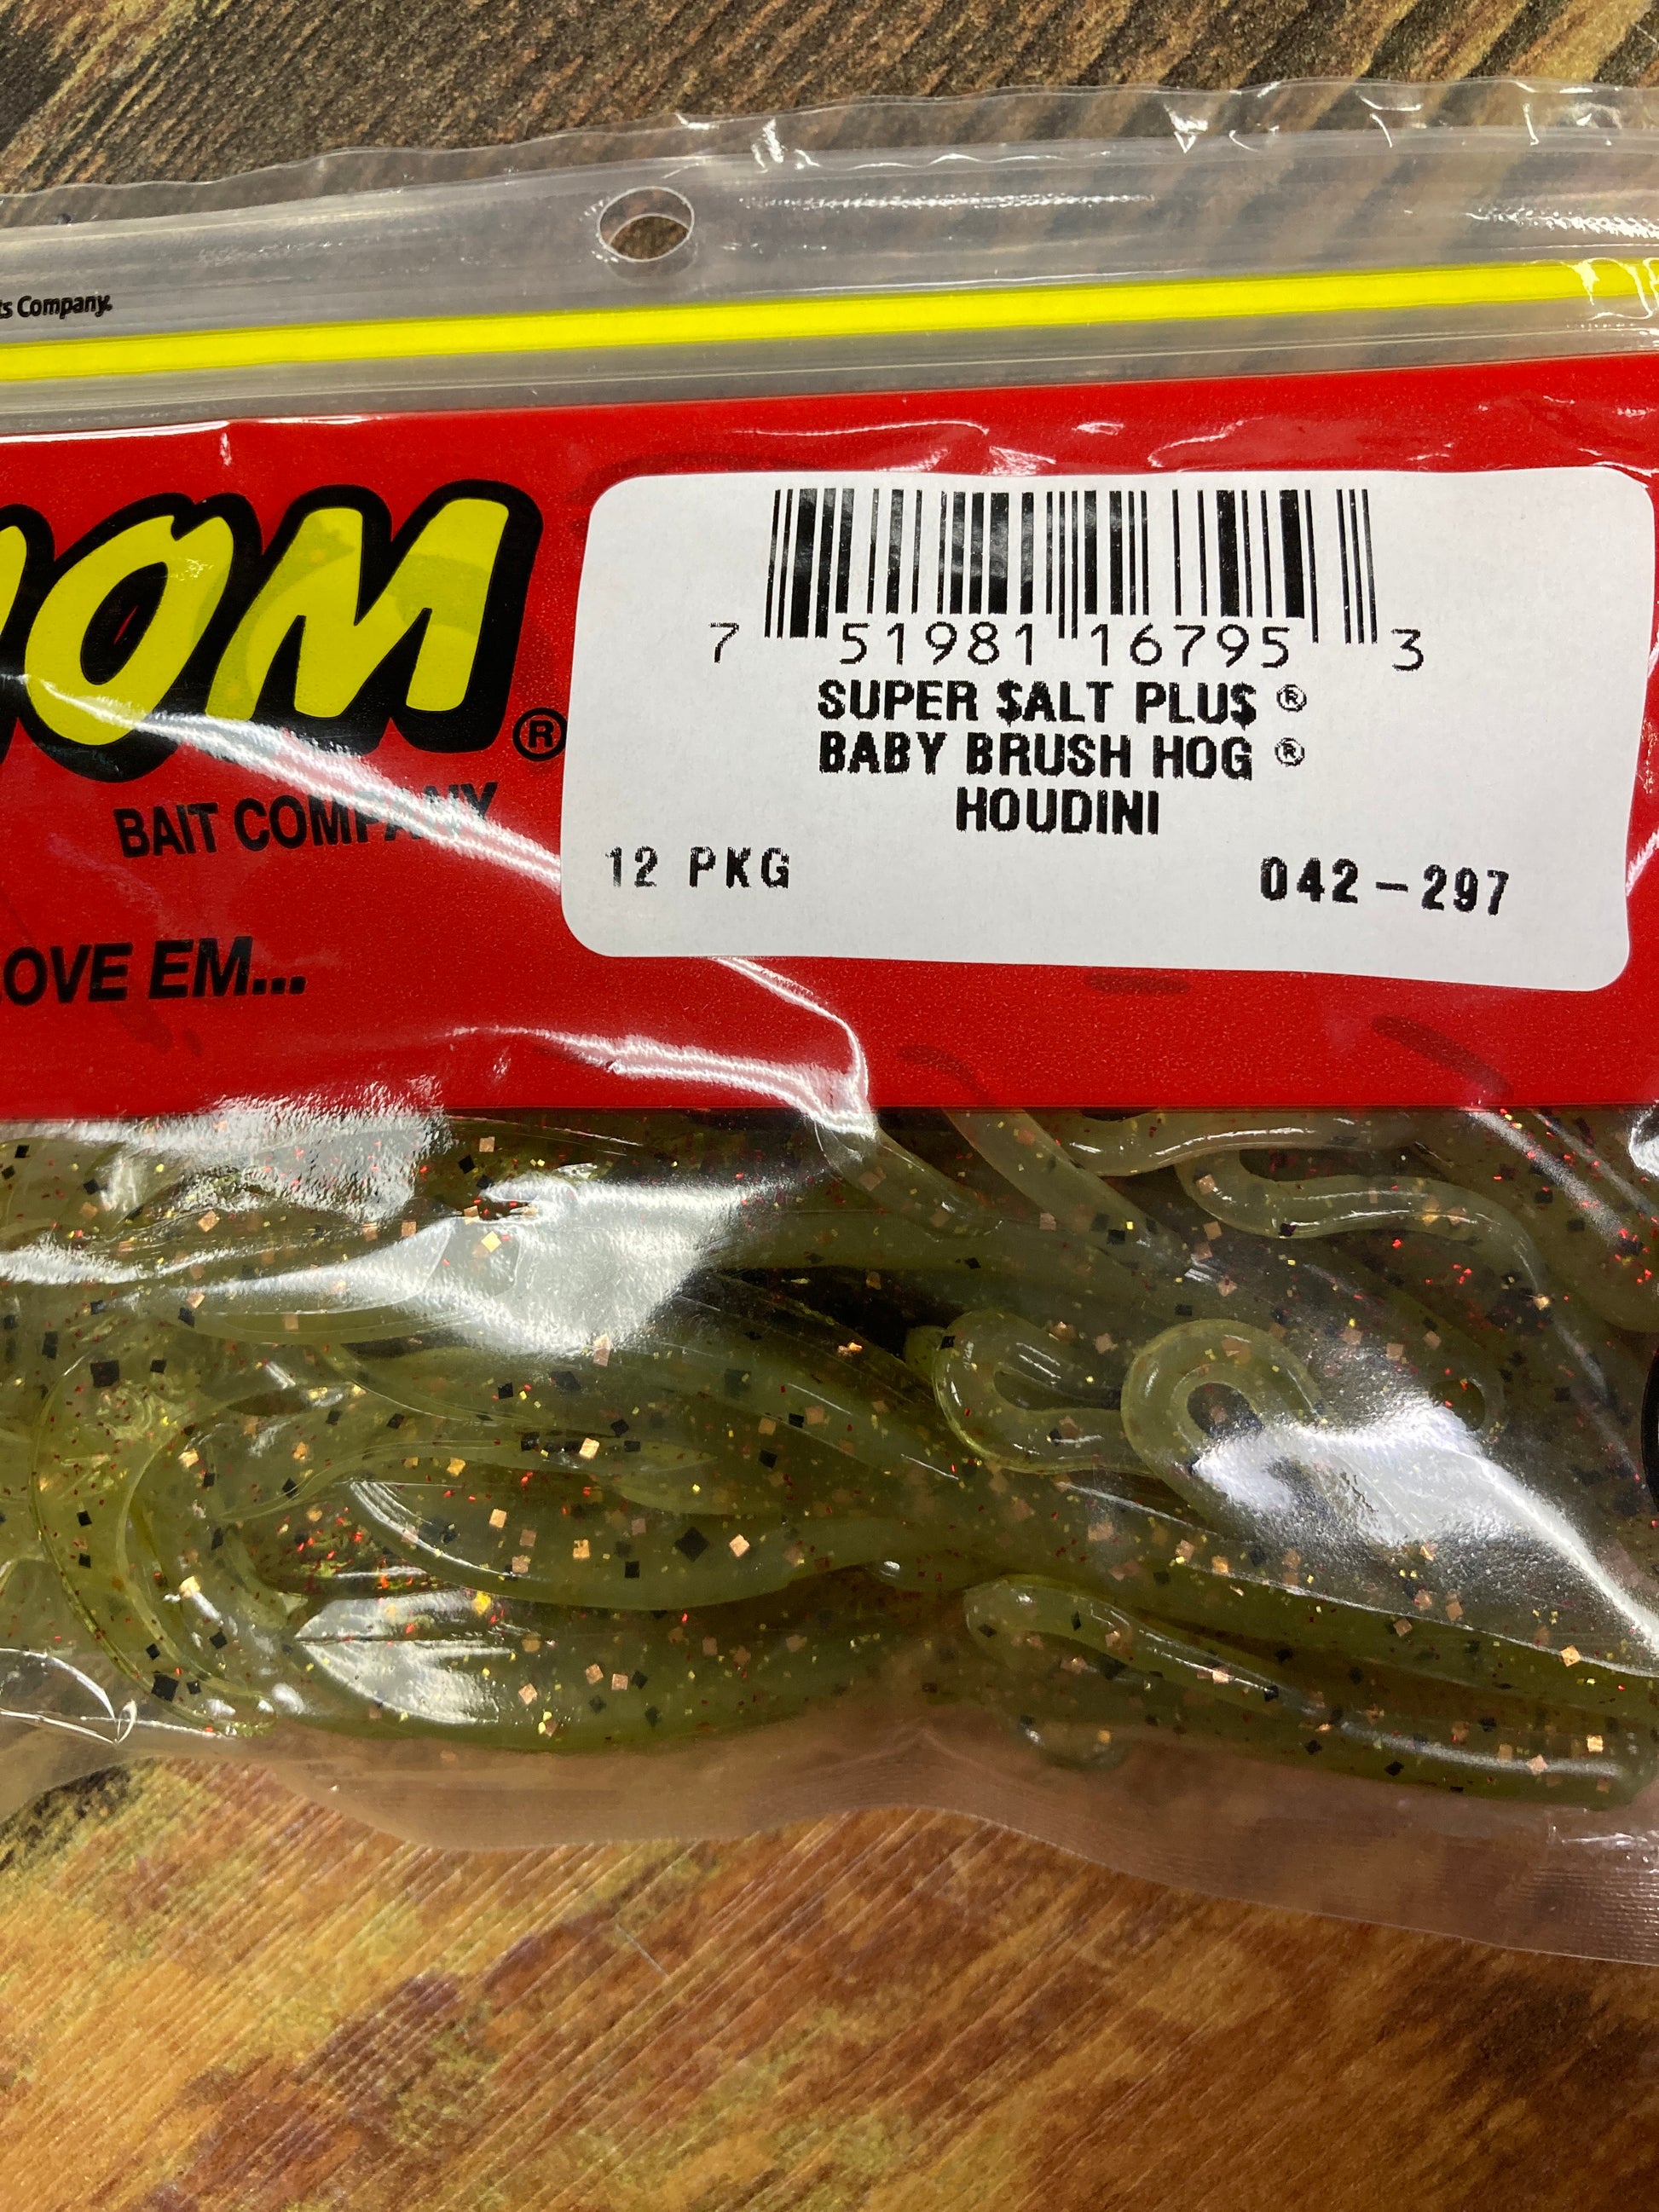 ts Company.
OM®
BAIT COMPANY
LOVE EM...
7 51981 16795 3
SUPER $ALT PLU$ ®
BABY BRUSH HOG ®
HOUDINI
12 PKG 042-297